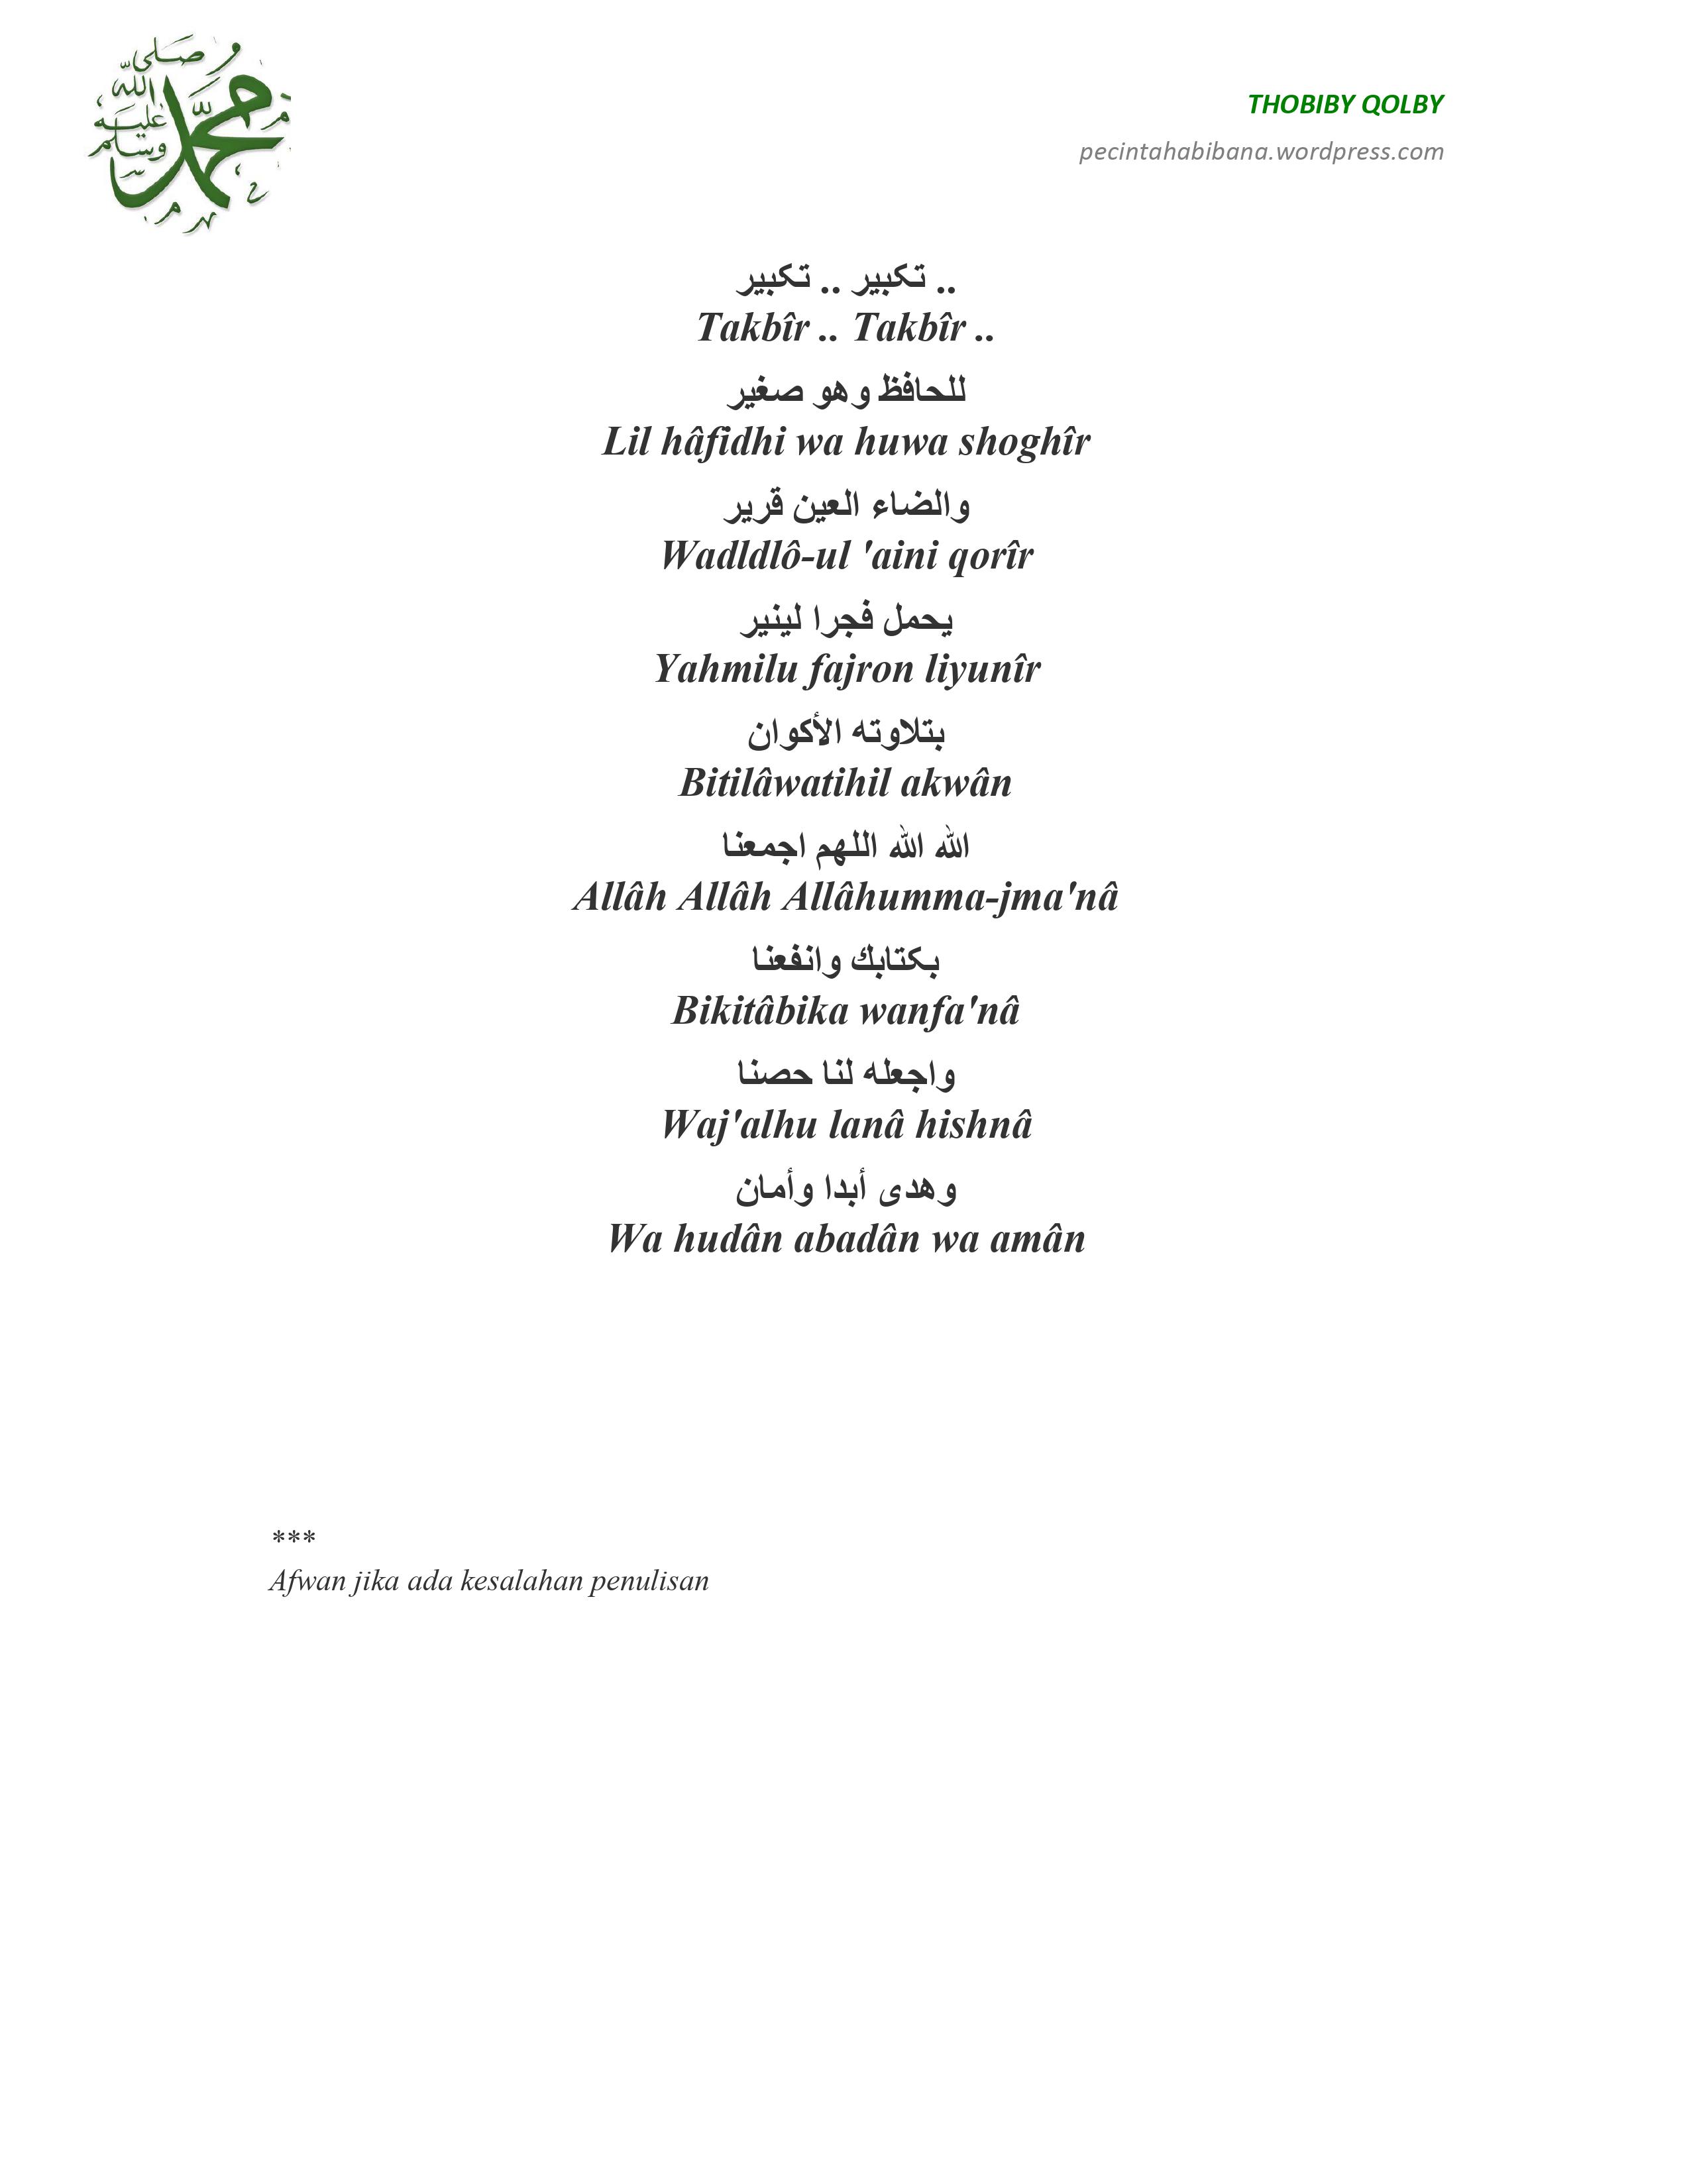 صلى الله عليه وسلم
محمد
THOBIBY QOLBY
pecintahabibana.wordpress.com
تكبير .. تكبير ..
Takbîr .. Takbîr ..
للحافظ وهو صغير
Lil hâfidhi wa huwa shoghîr
والضاء العين قرير
Wadldlô-ul 'aini qorîr
يحمل فجرا لينير
Yahmilu fajron liyunîr
بتلاوته الأكوان
Bitilâwatihil akwân
الله الله اللهم اجمعنا
Allâh Allâh Allâhumma-jma'nâ
بكتابك وانفعنا
Bikitâbika wanfa'nâ
واجعله لنا حصنا
Waj'alhu lanâ hishnâ
وهدى أبدا وأمان
Wa hudân abadân wa amân
***
Afwan jika ada kesalahan penulisan